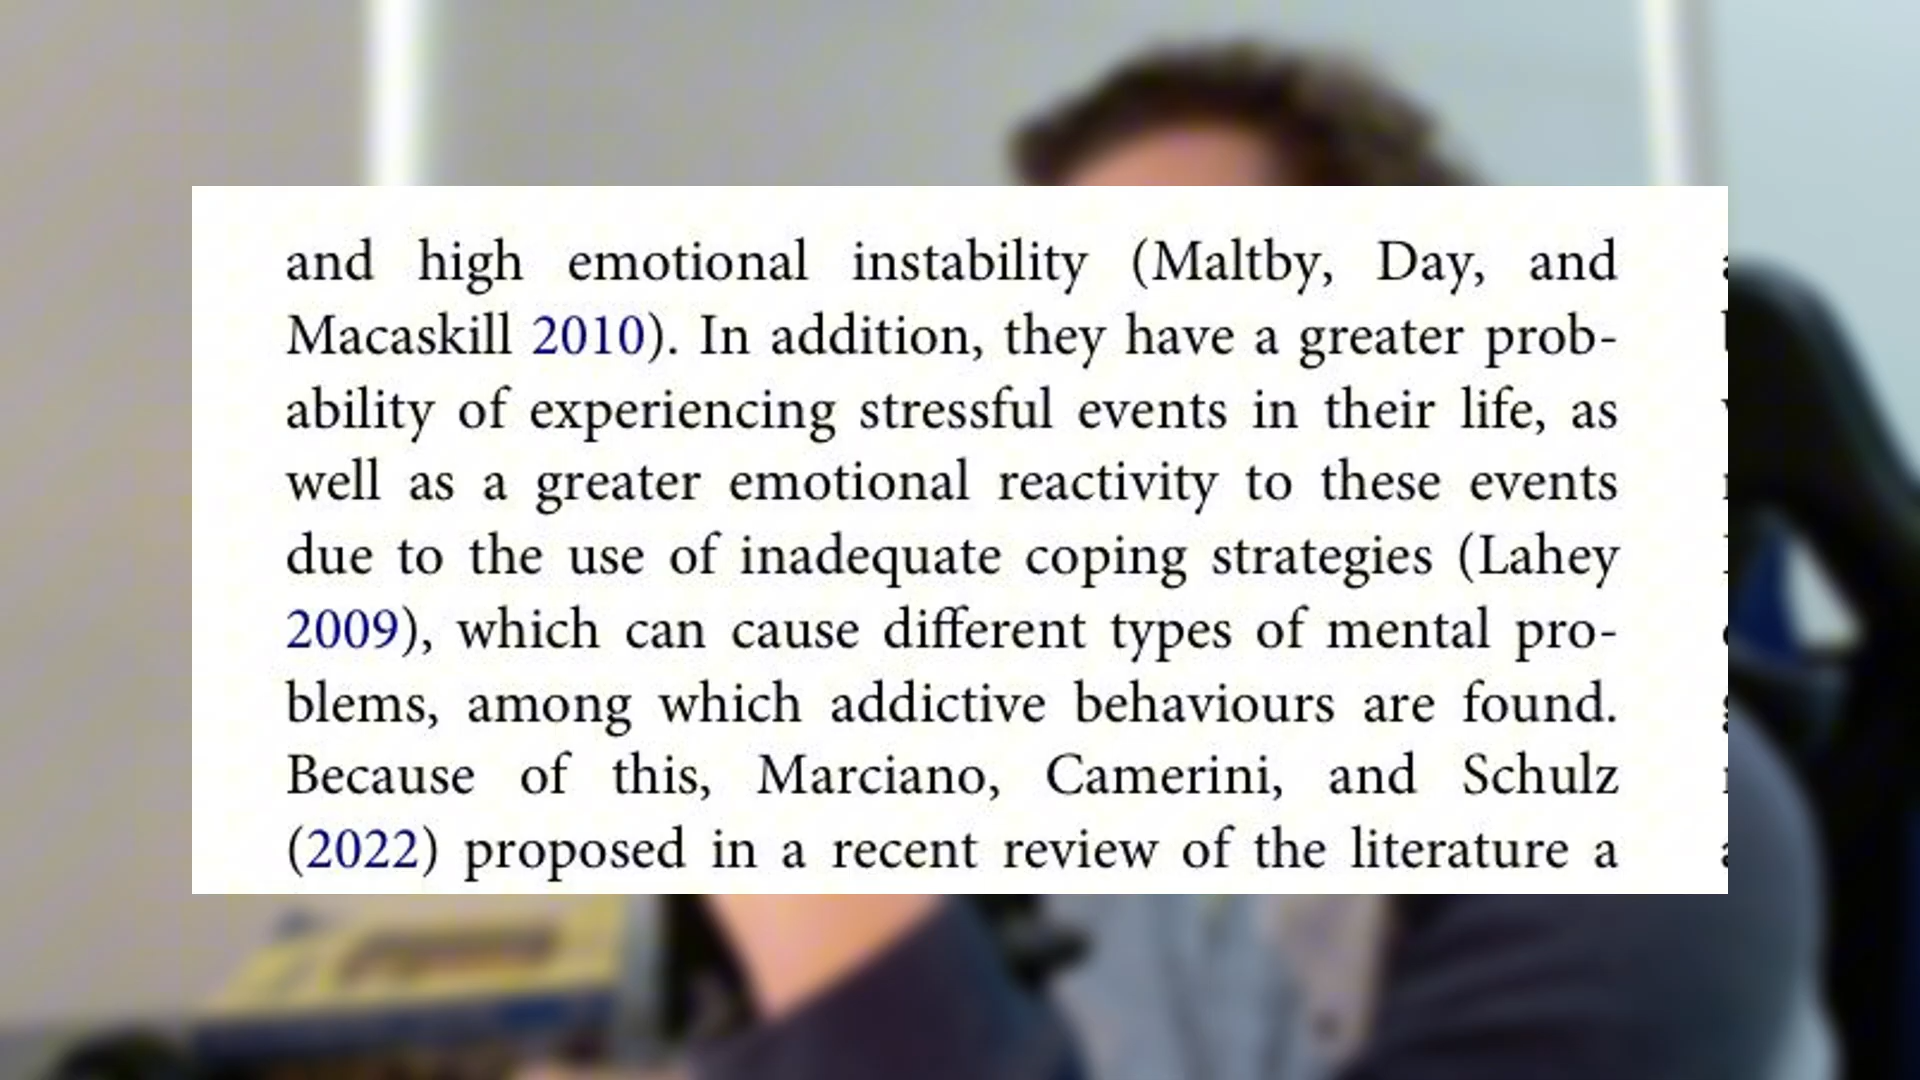 and high emotional instability (Maltby, Day, and
Macaskill 2010). In addition, they have a greater prob-
ability of experiencing stressful events in their life, as
well as a greater emotional reactivity to these events
due to the use of inadequate coping strategies (Lahey
2009), which can cause different types of mental pro-
blems, among which addictive behaviours are found.
Because of this, Marciano, Camerini, and Schulz
(2022) proposed in a recent review of the literature a